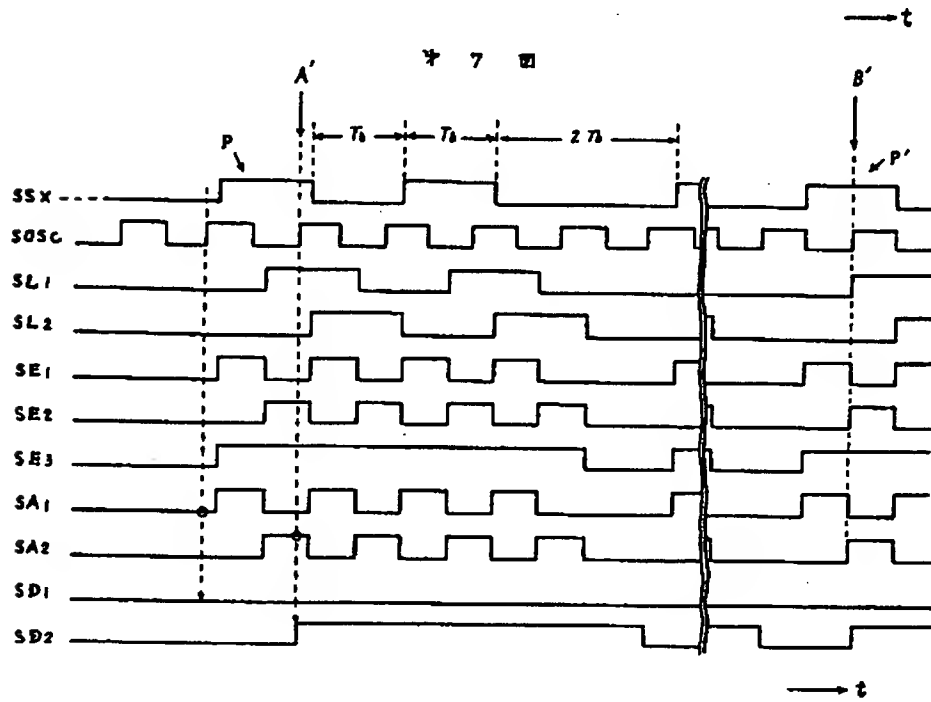 t
第 7 図
A' B'
P Tb Tb 2Tb P'
SSX
SOSC
SL1
SL2
SE1
SE2
SE3
SA1
SA2
SD1
SD2
t